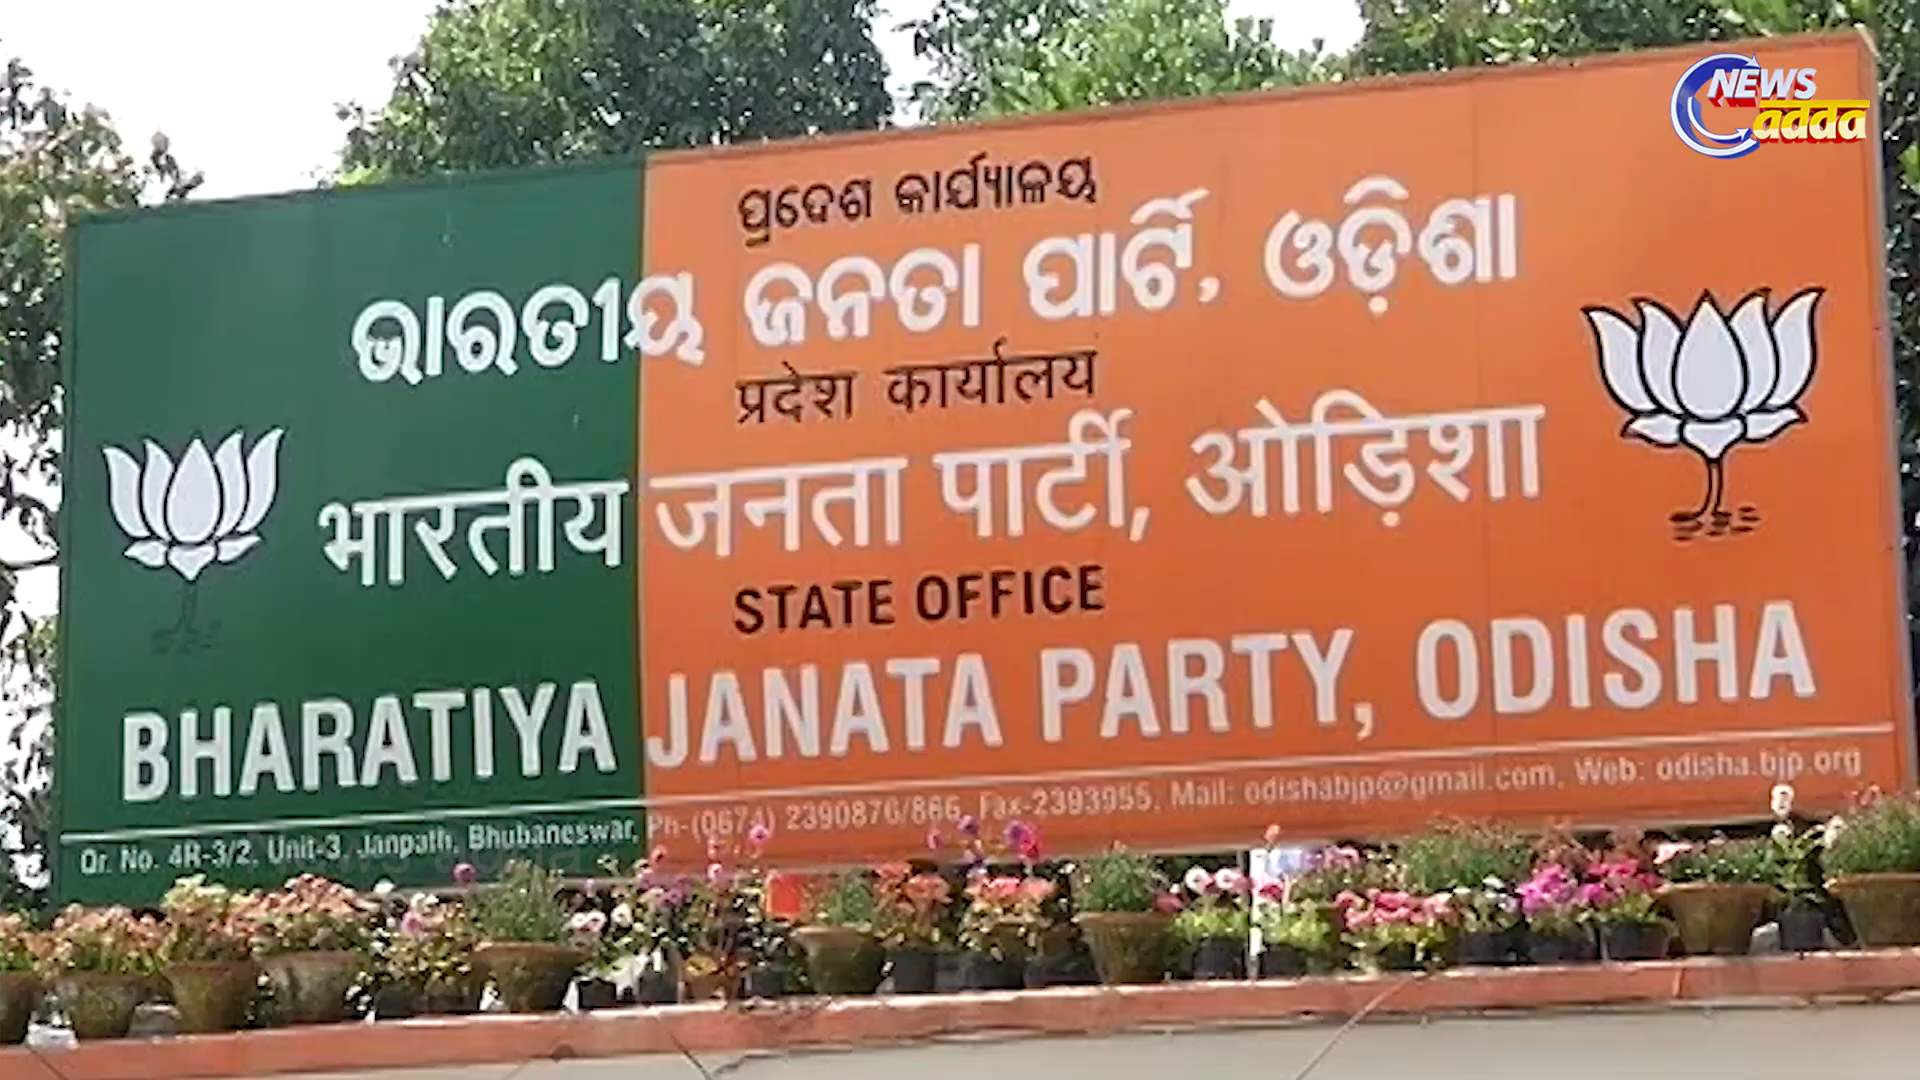 NEWS
adda
ପ୍ରଦେଶ କାର୍ଯ୍ୟାଳୟ
ଭାରତୀୟ ଜନତା ପାର୍ଟି, ଓଡ଼ିଶା
प्रदेश कार्यालय
भारतीय जनता पार्टी, ओड़िशा
STATE OFFICE
BHARATIYA JANATA PARTY, ODISHA
Qr. No. 4R-3/2, Unit-3, Janpath, Bhubaneswar, Ph-(0674) 2390876/866, Fax-2393955, Mail: odishabjp@gmail.com, Web: odisha.bjp.org